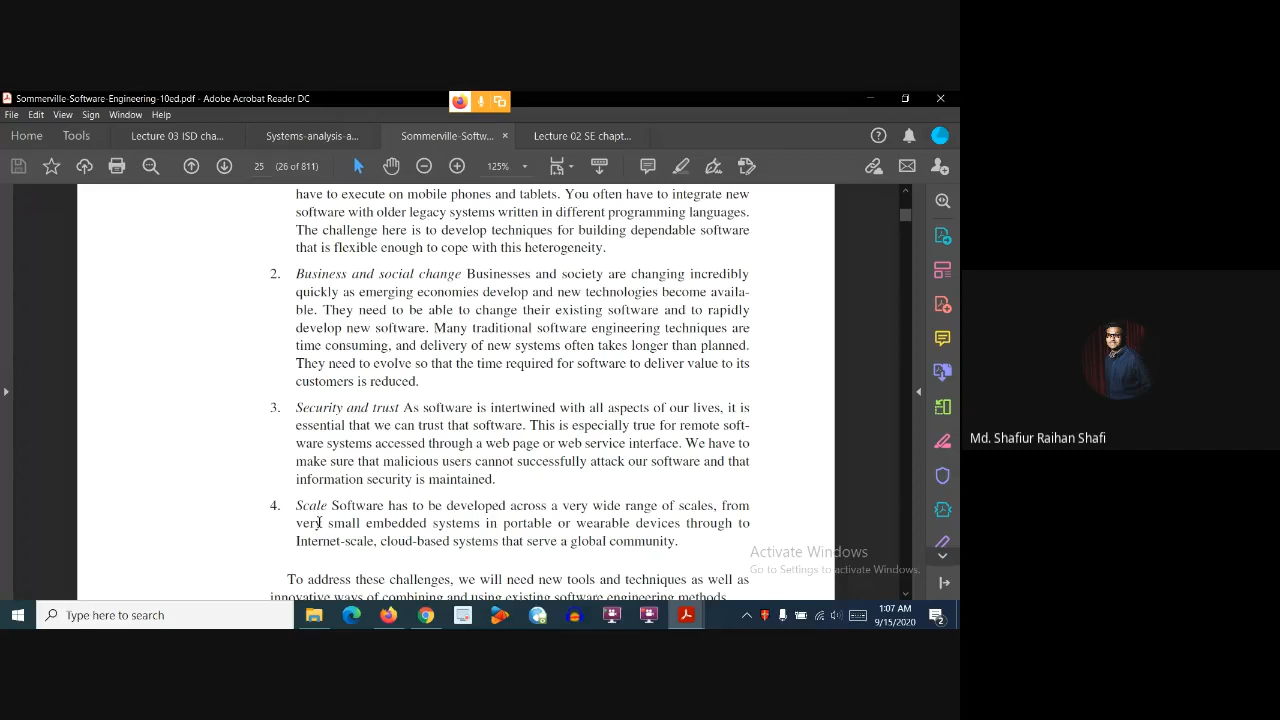 Sommerville-Software-Engineering-10ed.pdf - Adobe Acrobat Reader DC
File Edit View Sign Window Help
Home Tools Lecture 03 ISD cha... Systems-analysis-a... Sommerville-Softw... × Lecture 02 SE chapt...
25 (26 of 811) 125%
have to execute on mobile phones and tablets. You often have to integrate new
software with older legacy systems written in different programming languages.
The challenge here is to develop techniques for building dependable software
that is flexible enough to cope with this heterogeneity.
2. Business and social change Businesses and society are changing incredibly
quickly as emerging economies develop and new technologies become availa-
ble. They need to be able to change their existing software and to rapidly
develop new software. Many traditional software engineering techniques are
time consuming, and delivery of new systems often takes longer than planned.
They need to evolve so that the time required for software to deliver value to its
customers is reduced.
3. Security and trust As software is intertwined with all aspects of our lives, it is
essential that we can trust that software. This is especially true for remote soft-
ware systems accessed through a web page or web service interface. We have to
make sure that malicious users cannot successfully attack our software and that
information security is maintained.
4. Scale Software has to be developed across a very wide range of scales, from
very small embedded systems in portable or wearable devices through to
Internet-scale, cloud-based systems that serve a global community.
To address these challenges, we will need new tools and techniques as well as
innovative ways of combining and using existing software engineering methods.
Activate Windows
Go to Settings to activate Windows.
Type here to search
1:07 AM
9/15/2020
2
Md. Shafiur Raihan Shafi